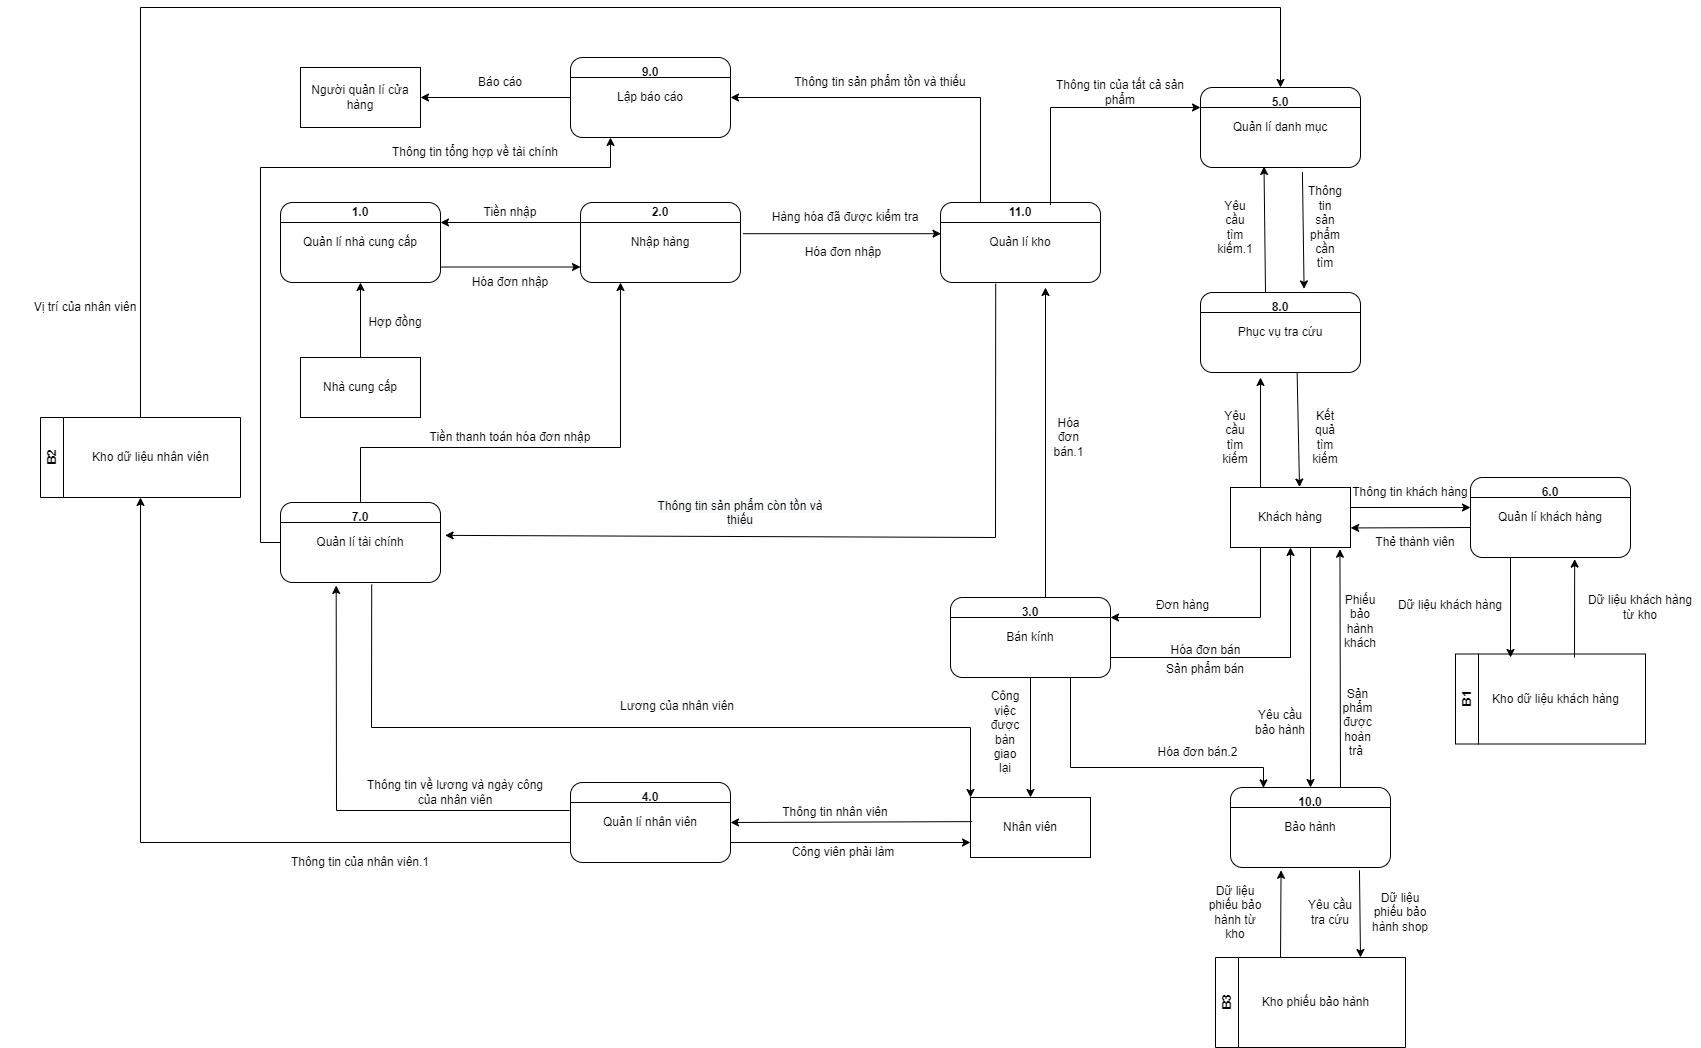 9.0
Lập báo cáo
Người quản lí cửa
hàng
Báo cáo
Thông tin sản phẩm tồn và thiếu
Thông tin của tất cả sản
phẩm
5.0
Quản lí danh mục
Thông tin tổng hợp về tài chính
1.0
Quản lí nhà cung cấp
Tiền nhập
Hóa đơn nhập
2.0
Nhập hàng
Hàng hóa đã được kiểm tra
Hóa đơn nhập
11.0
Quản lí kho
Yêu
cầu
tìm
kiếm.1
Thông
tin
sản
phẩm
cần
tìm
Vị trí của nhân viên
Hợp đồng
Nhà cung cấp
8.0
Phục vụ tra cứu
B2
Kho dữ liệu nhân viên
Tiền thanh toán hóa đơn nhập
Hóa
đơn
bán.1
Yêu
cầu
tìm
kiếm
Kết
quả
tìm
kiếm
7.0
Quản lí tài chính
Thông tin sản phẩm còn tồn và
thiếu
Khách hàng
Thông tin khách hàng
Thẻ thành viên
6.0
Quản lí khách hàng
3.0
Bán kính
Đơn hàng
Hóa đơn bán
Sản phẩm bán
Phiếu
bảo
hành
khách
Dữ liệu khách hàng
Dữ liệu khách hàng
từ kho
B1
Kho dữ liệu khách hàng
Lương của nhân viên
Công
việc
được
bàn
giao
lại
Yêu cầu
bảo hành
Sản
phẩm
được
hoàn
trả
Hóa đơn bán.2
Thông tin về lương và ngày công
của nhân viên
4.0
Quản lí nhân viên
Thông tin nhân viên
Công viên phải làm
Nhân viên
10.0
Bảo hành
Thông tin của nhân viên.1
Dữ liệu
phiếu bảo
hành từ
kho
Yêu cầu
tra cứu
Dữ liệu
phiếu bảo
hành shop
B3
Kho phiếu bảo hành